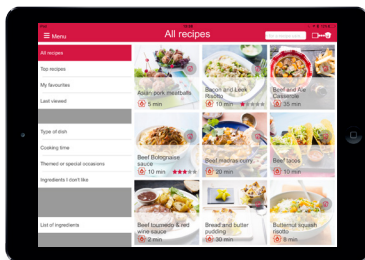 Menu
All recipes
All recipes
Top recipes
My favourites
Last viewed
Type of dish
Cooking time
Themed or special occasions
Ingredients I don't like
List of ingredients
Asian pork meatballs
5 min
Bacon and Leek
Risotto
10 min
Beef and Ale
Casserole
35 min
Beef Bolognaise
sauce
10 min
Beef madras curry
20 min
Beef tacos
10 min
Beef tournedo & red
wine sauce
2 min
Bread and butter
pudding
30 min
Butternut squash
risotto
8 min